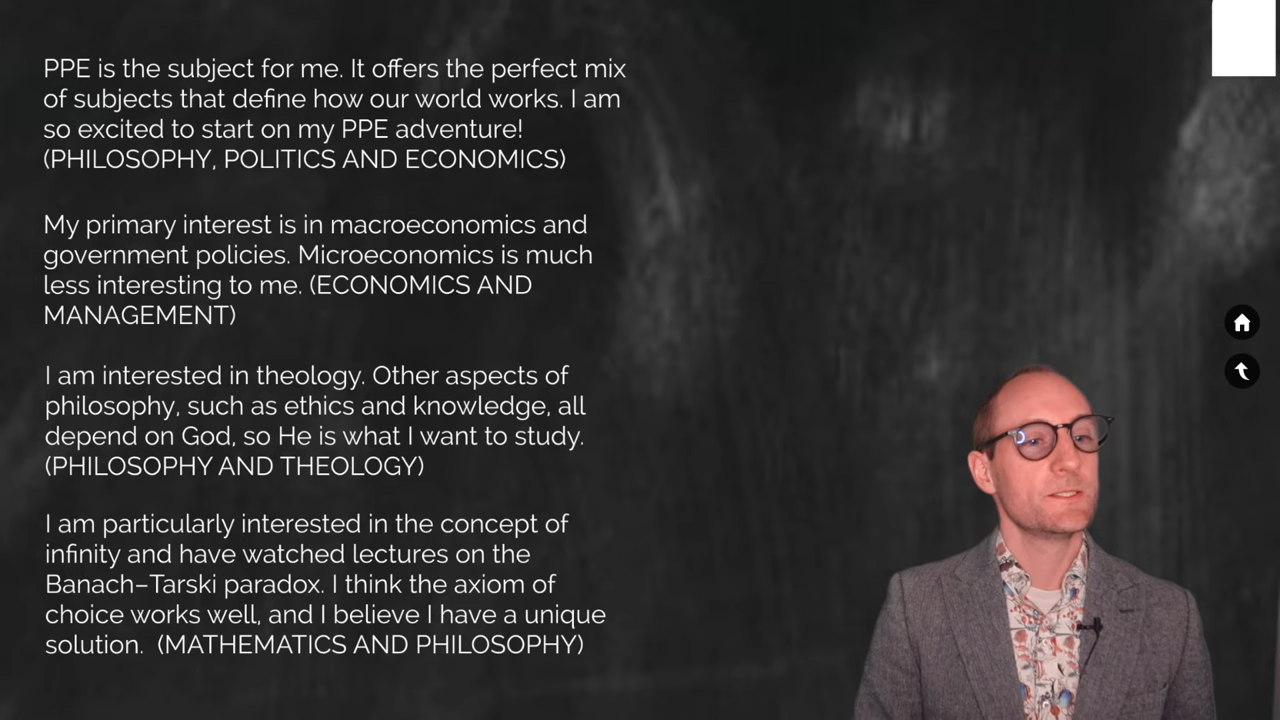 PPE is the subject for me. It offers the perfect mix
of subjects that define how our world works. I am
so excited to start on my PPE adventure!
(PHILOSOPHY, POLITICS AND ECONOMICS)
My primary interest is in macroeconomics and
government policies. Microeconomics is much
less interesting to me. (ECONOMICS AND
MANAGEMENT)
I am interested in theology. Other aspects of
philosophy, such as ethics and knowledge, all
depend on God, so He is what I want to study.
(PHILOSOPHY AND THEOLOGY)
I am particularly interested in the concept of
infinity and have watched lectures on the
Banach–Tarski paradox. I think the axiom of
choice works well, and I believe I have a unique
solution. (MATHEMATICS AND PHILOSOPHY)